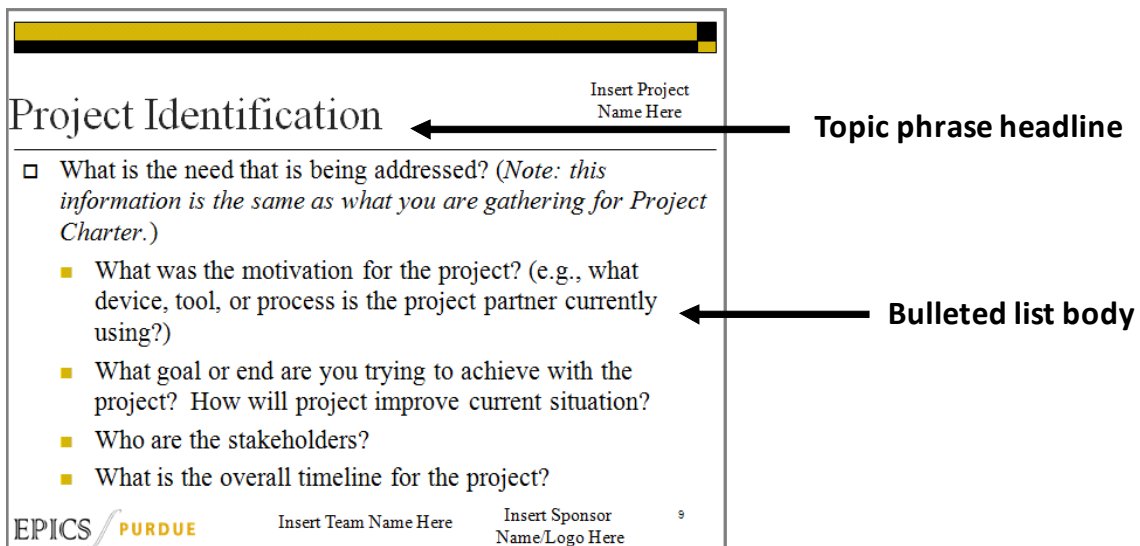 Insert Project
Name Here
Project Identification
Topic phrase headline
What is the need that is being addressed? (Note: this
information is the same as what you are gathering for Project
Charter.)
What was the motivation for the project? (e.g., what
device, tool, or process is the project partner currently
using?)
Bulleted list body
What goal or end are you trying to achieve with the
project? How will project improve current situation?
Who are the stakeholders?
What is the overall timeline for the project?
EPICS PURDUE
Insert Team Name Here
Insert Sponsor
Name/Logo Here
9